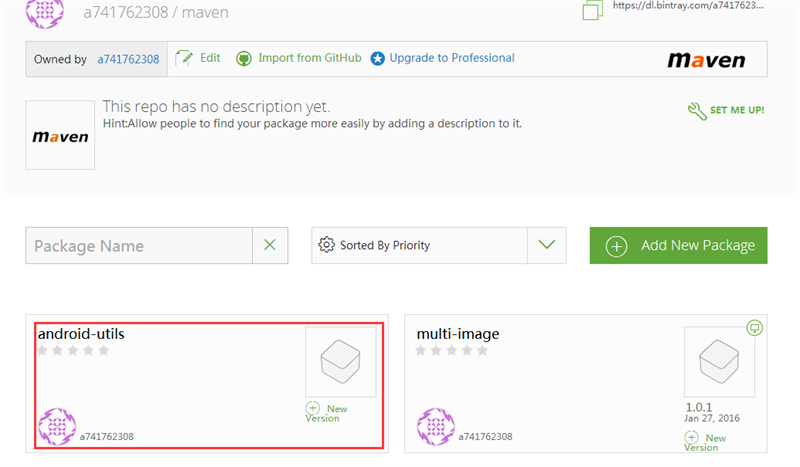 a741762308 / maven
https://dl.bintray.com/a7417623...
Owned by a741762308 Edit Import from GitHub Upgrade to Professional maven
maven
This repo has no description yet.
Hint:Allow people to find your package more easily by adding a description to it.
SET ME UP!
Package Name
Sorted By Priority
Add New Package
android-utils
New
Version
a741762308
multi-image
1.0.1
Jan 27, 2016
New
Version
a741762308